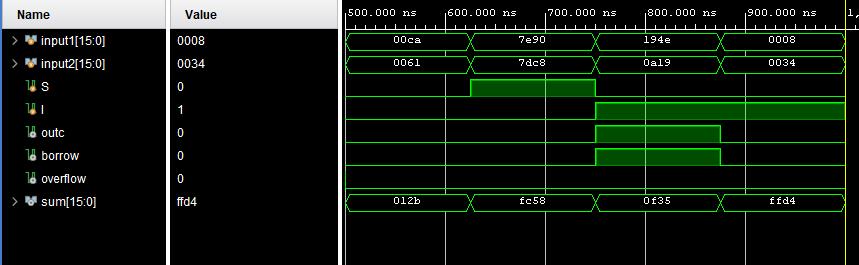 Name Value 500.000 ns 600.000 ns 700.000 ns 800.000 ns 900.000 ns 1,
input1[15:0] 0008 00ca 7e90 194e 0008
input2[15:0] 0034 0061 7dc8 0a19 0034
S 0
I 1
outc 0
borrow 0
overflow 0
sum[15:0] ffd4 012b fc58 0f35 ffd4